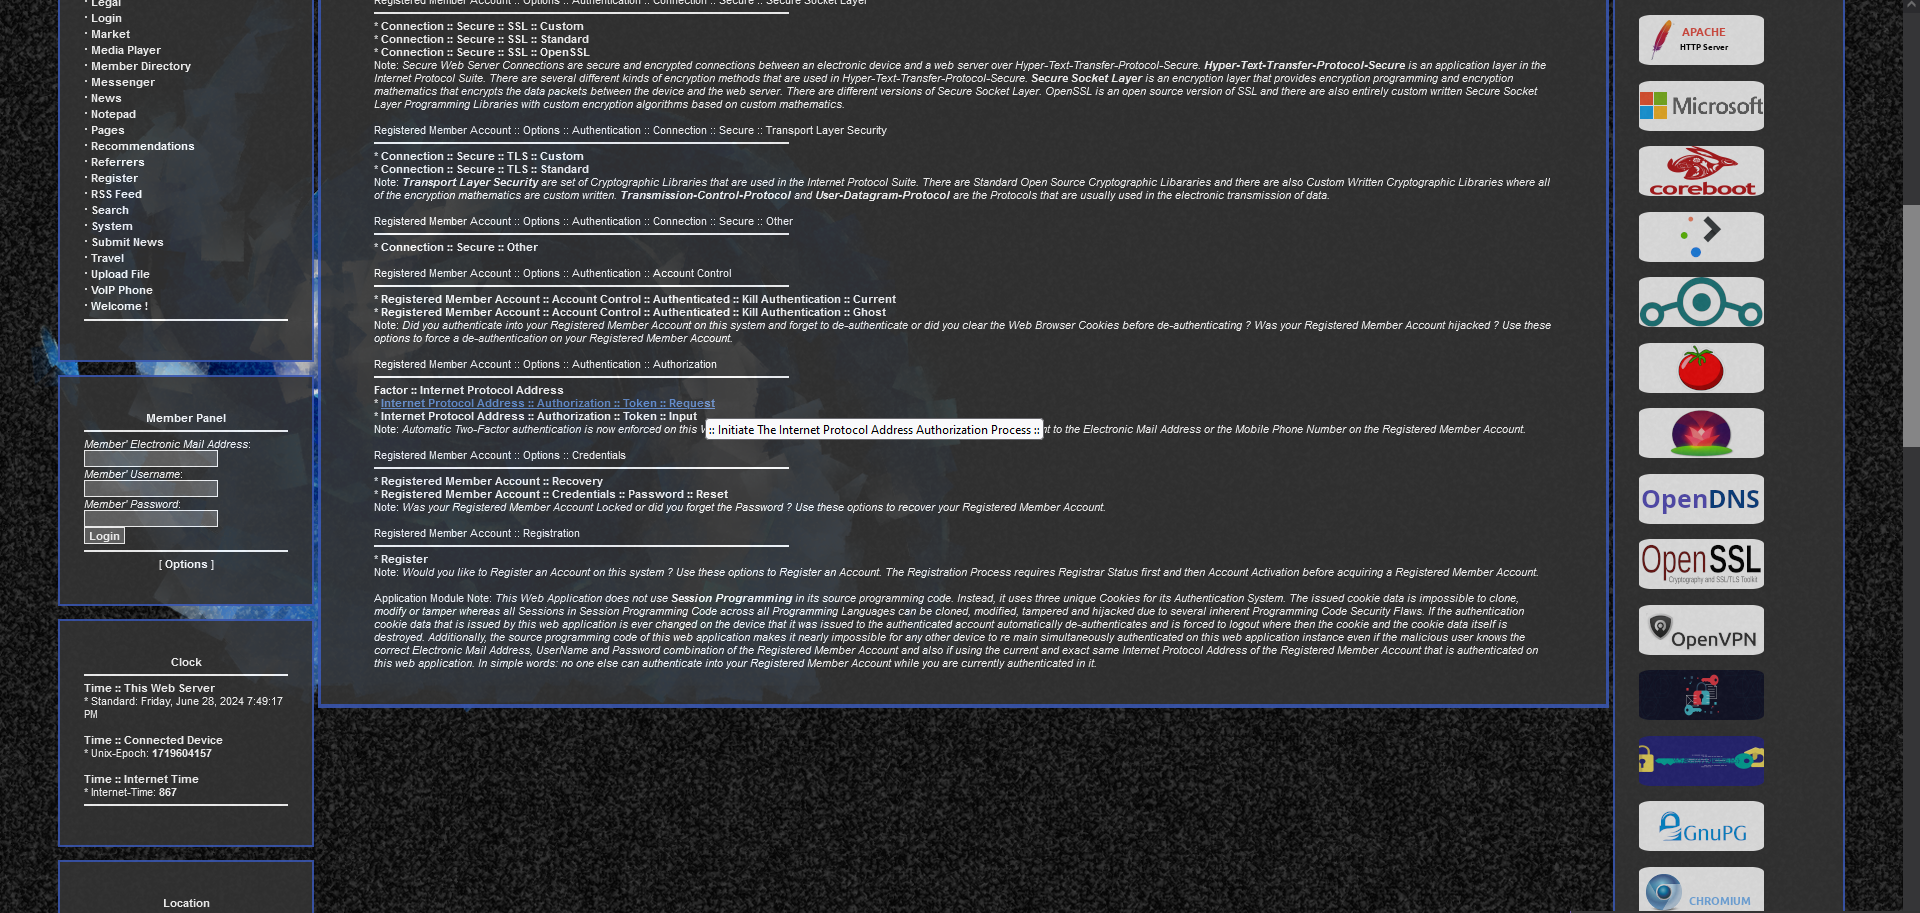 · Legal
· Login
· Market
· Media Player
· Member Directory
· Messenger
· News
· Notepad
· Pages
· Recommendations
· Referrers
· Register
· RSS Feed
· Search
· System
· Submit News
· Travel
· Upload File
· VoIP Phone
· Welcome !
Member Panel
Member' Electronic Mail Address:
Member' Username:
Member' Password:
Login
[ Options ]
Clock
Time :: This Web Server
* Standard: Friday, June 28, 2024 7:49:17
PM
Time :: Connected Device
* Unix-Epoch: 1719604157
Time :: Internet Time
* Internet-Time: 867
Location
Registered Member Account :: Options :: Authentication :: Connection :: Secure :: Secure Socket Layer
* Connection :: Secure :: SSL :: Custom
* Connection :: Secure :: SSL :: Standard
* Connection :: Secure :: SSL :: OpenSSL
Note: Secure Web Server Connections are secure and encrypted connections between an electronic device and a web server over Hyper-Text-Transfer-Protocol-Secure. Hyper-Text-Transfer-Protocol-Secure is an application layer in the
Internet Protocol Suite. There are several different kinds of encryption methods that are used in Hyper-Text-Transfer-Protocol-Secure. Secure Socket Layer is an encryption layer that provides encryption programming and encryption
mathematics that encrypts the data packets between the device and the web server. There are different versions of Secure Socket Layer. OpenSSL is an open source version of SSL and there are also entirely custom written Secure Socket
Layer Programming Libraries with custom encryption algorithms based on custom mathematics.
Registered Member Account :: Options :: Authentication :: Connection :: Secure :: Transport Layer Security
* Connection :: Secure :: TLS :: Custom
* Connection :: Secure :: TLS :: Standard
Note: Transport Layer Security are set of Cryptographic Libraries that are used in the Internet Protocol Suite. There are Standard Open Source Cryptographic Libararies and there are also Custom Written Cryptographic Libraries where all
of the encryption mathematics are custom written. Transmission-Control-Protocol and User-Datagram-Protocol are the Protocols that are usually used in the electronic transmission of data.
Registered Member Account :: Options :: Authentication :: Connection :: Secure :: Other
* Connection :: Secure :: Other
Registered Member Account :: Options :: Authentication :: Account Control
* Registered Member Account :: Account Control :: Authenticated :: Kill Authentication :: Current
* Registered Member Account :: Account Control :: Authenticated :: Kill Authentication :: Ghost
Note: Did you authenticate into your Registered Member Account on this system and forget to de-authenticate or did you clear the Web Browser Cookies before de-authenticating ? Was your Registered Member Account hijacked ? Use these
options to force a de-authentication on your Registered Member Account.
Registered Member Account :: Options :: Authentication :: Authorization
Factor :: Internet Protocol Address
* Internet Protocol Address :: Authorization :: Token :: Request
* Internet Protocol Address :: Authorization :: Token :: Input
Note: Automatic Two-Factor authentication is now enforced on this
:: Initiate The Internet Protocol Address Authorization Process ::
to the Electronic Mail Address or the Mobile Phone Number on the Registered Member Account.
Registered Member Account :: Options :: Credentials
* Registered Member Account :: Recovery
* Registered Member Account :: Credentials :: Password :: Reset
Note: Was your Registered Member Account Locked or did you forget the Password ? Use these options to recover your Registered Member Account.
Registered Member Account :: Registration
* Register
Note: Would you like to Register an Account on this system ? Use these options to Register an Account. The Registration Process requires Registrar Status first and then Account Activation before acquiring a Registered Member Account.
Application Module Note: This Web Application does not use Session Programming in its source programming code. Instead, it uses three unique Cookies for its Authentication System. The issued cookie data is impossible to clone,
modify or tamper whereas all Sessions in Session Programming Code across all Programming Languages can be cloned, modified, tampered and hijacked due to several inherent Programming Code Security Flaws. If the authentication
cookie data that is issued by this web application is ever changed on the device that it was issued to the authenticated account automatically de-authenticates and is forced to logout where then the cookie and the cookie data itself is
destroyed. Additionally, the source programming code of this web application makes it nearly impossible for any other device to re main simultaneously authenticated on this web application instance even if the malicious user knows the
correct Electronic Mail Address, UserName and Password combination of the Registered Member Account and also if using the current and exact same Internet Protocol Address of the Registered Member Account that is authenticated on
this web application. In simple words: no one else can authenticate into your Registered Member Account while you are currently authenticated in it.
APACHE
HTTP Server
Microsoft
coreboot
OpenDNS
OpenSSL
Cryptography and SSL/TLS Toolkit
OpenVPN
GnuPG
CHROMIUM